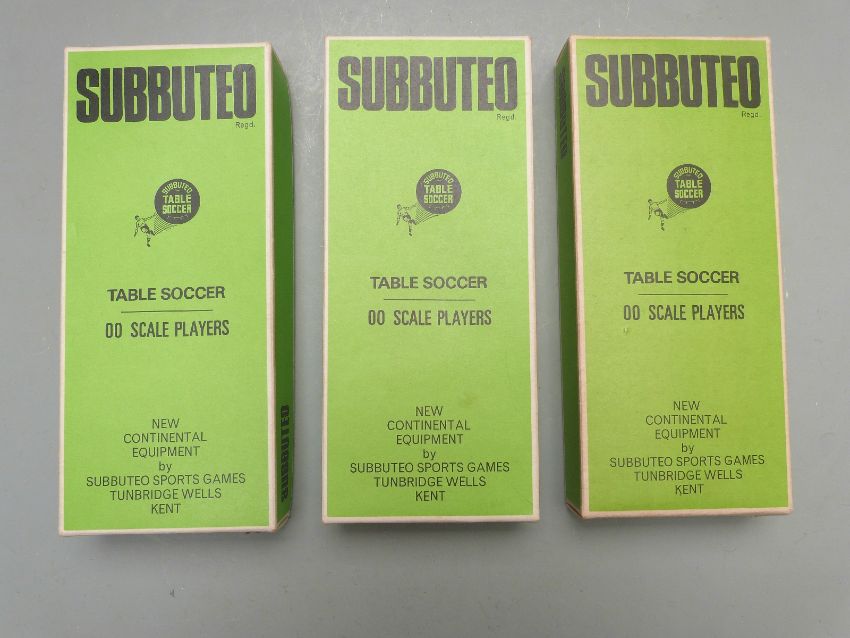 SUBBUTEO
Regd.
SUBBUTEO
TABLE
SOCCER
TABLE SOCCER
00 SCALE PLAYERS
NEW
CONTINENTAL
EQUIPMENT
by
SUBBUTEO SPORTS GAMES
TUNBRIDGE WELLS
KENT
SUBBUTEO
SUBBUTEO
Regd.
SUBBUTEO
TABLE
SOCCER
TABLE SOCCER
00 SCALE PLAYERS
NEW
CONTINENTAL
EQUIPMENT
by
SUBBUTEO SPORTS GAMES
TUNBRIDGE WELLS
KENT
SUBBUTEO
SUBBUTEO
Regd.
SUBBUTEO
TABLE
SOCCER
TABLE SOCCER
00 SCALE PLAYERS
NEW
CONTINENTAL
EQUIPMENT
by
SUBBUTEO SPORTS GAMES
TUNBRIDGE WELLS
KENT